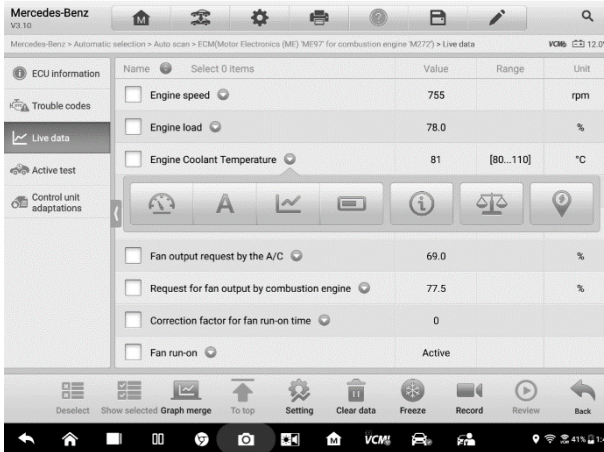 Mercedes-Benz
V3.10
Mercedes-Benz > Automatic selection > Auto scan > ECM(Motor Electronics (ME) 'ME97' for combustion engine 'M272') > Live data
VCMI 12.0
ECU information
Trouble codes
Live data
Active test
Control unit
adaptations
Name Select 0 items Value Range Unit
Engine speed 755 rpm
Engine load 78.0 %
Engine Coolant Temperature 81 [80...110] °C
A
Fan output request by the A/C 69.0 %
Request for fan output by combustion engine 77.5 %
Correction factor for fan run-on time 0
Fan run-on Active
Deselect Show selected Graph merge To top Setting Clear data Freeze Record Review Back
VCMI 41%